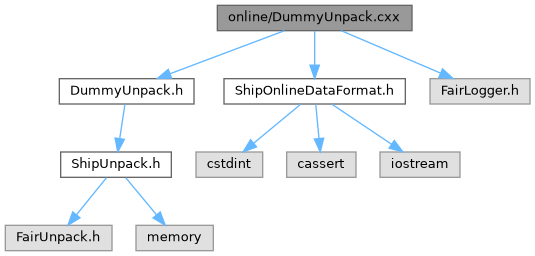 online/DummyUnpack.cxx
DummyUnpack.h
ShipOnlineDataFormat.h
FairLogger.h
ShipUnpack.h
cstdint
cassert
iostream
FairUnpack.h
memory